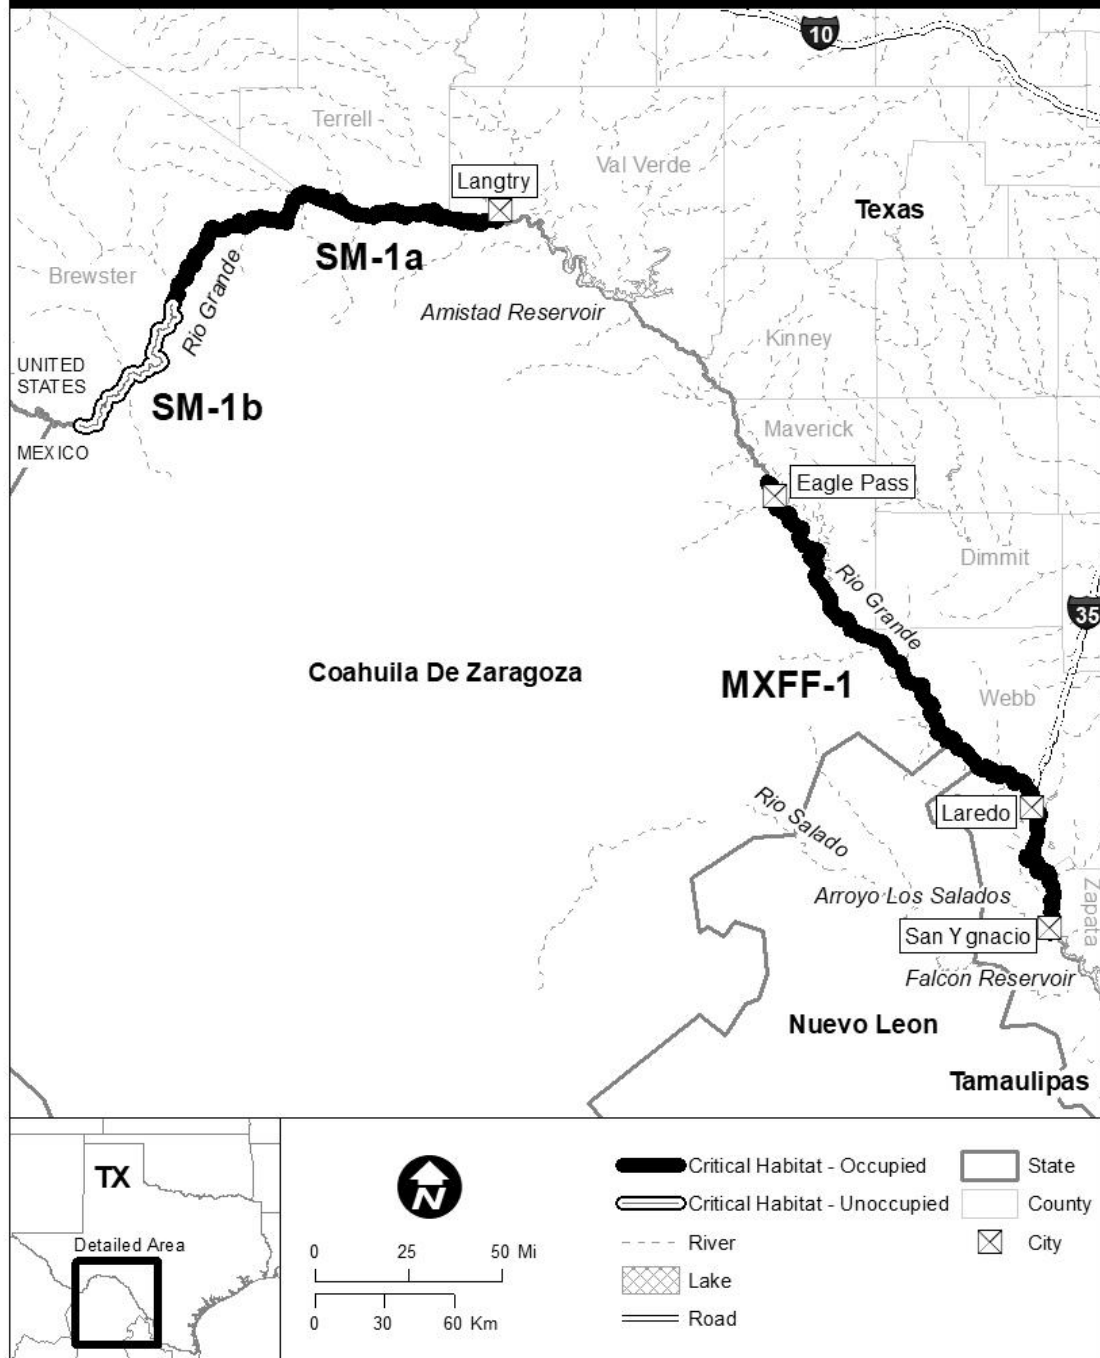 10
Terrell
Val Verde
Langtry
Texas
SM-1a
Brewster
Rio Grande
Amistad Reservoir
Kinney
UNITED
STATES
SM-1b
Maverick
MEXICO
Eagle Pass
Dimmit
Rio Grande
35
Coahuila De Zaragoza
MXFF-1
Webb
Rio Salado
Laredo
Arroyo Los Salados
Zapata
San Ygnacio
Falcon Reservoir
Nuevo Leon
Tamaulipas
TX
Detailed Area
N
0 25 50 Mi
0 30 60 Km
Critical Habitat - Occupied
Critical Habitat - Unoccupied
River
Lake
Road
State
County
City